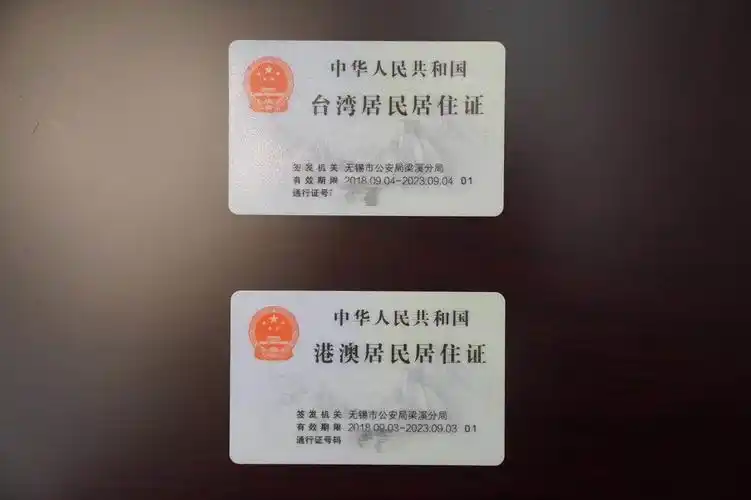 中华人民共和国
台湾居民居住证
签发机关 无锡市公安局梁溪分局
有效期限 2018.09.04-2023.09.04 01
通行证号
中华人民共和国
港澳居民居住证
签发机关 无锡市公安局梁溪分局
有效期限 2018.09.03-2023.09.03 01
通行证号码